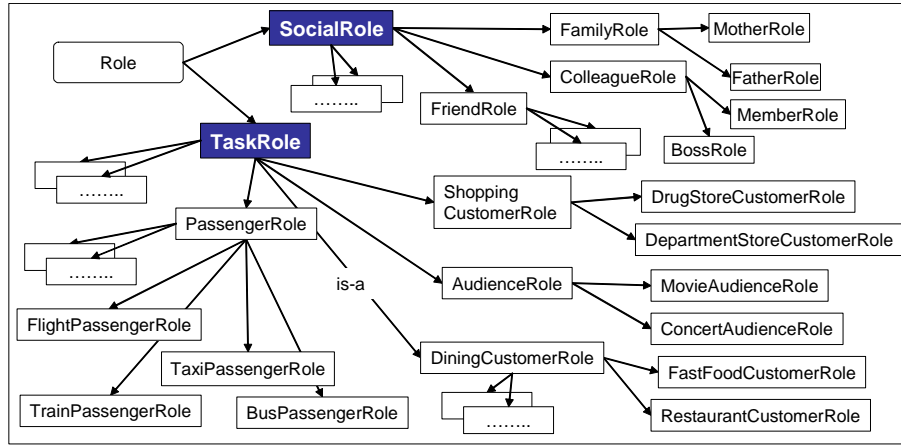 SocialRole
FamilyRole
MotherRole
Role
ColleagueRole
FatherRole
……..
FriendRole
MemberRole
TaskRole
……..
BossRole
……..
Shopping
CustomerRole
DrugStoreCustomerRole
PassengerRole
DepartmentStoreCustomerRole
……..
is-a
AudienceRole
MovieAudienceRole
FlightPassengerRole
ConcertAudienceRole
DiningCustomerRole
TaxiPassengerRole
FastFoodCustomerRole
TrainPassengerRole
BusPassengerRole
……..
RestaurantCustomerRole